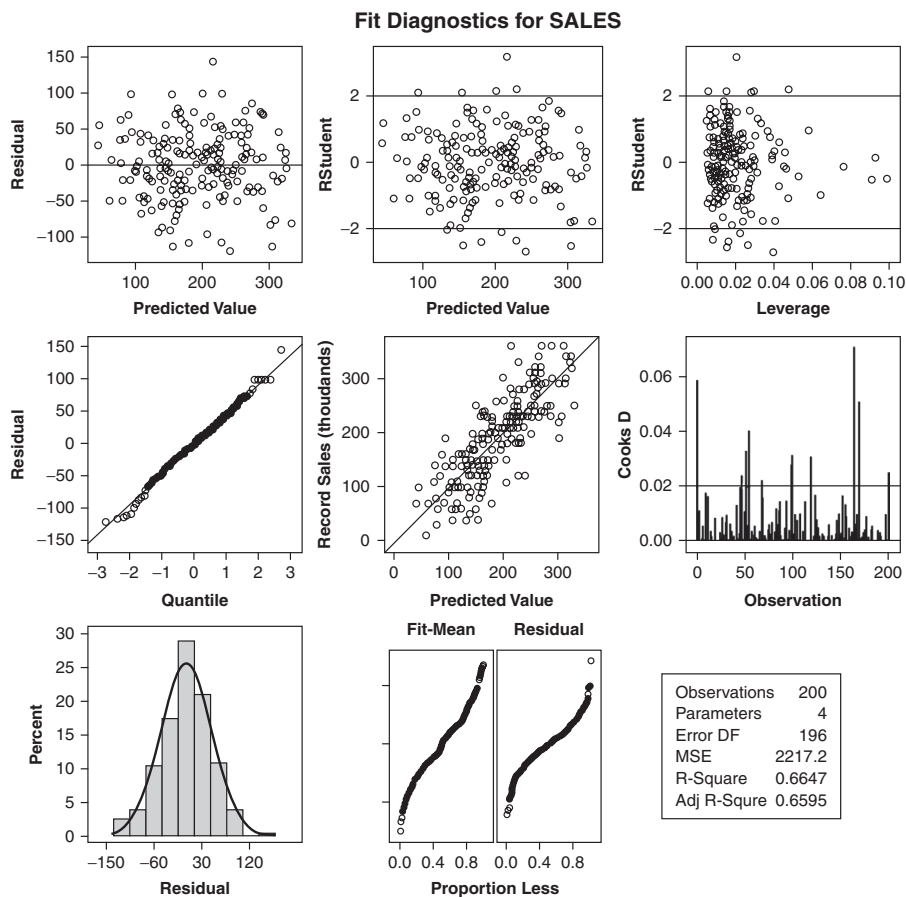 Fit Diagnostics for SALES
150
100
50
0
−50
−100
Residual
100 200 300
Predicted Value
2
0
−2
RStudent
100 200 300
Predicted Value
2
0
−2
RStudent
0.00 0.02 0.04 0.06 0.08 0.10
Leverage
150
100
50
0
−50
−100
−150
Residual
−3 −2 −1 0 1 2 3
Quantile
300
200
100
0
Record Sales (thoudands)
0 100 200 300
Predicted Value
0.06
0.04
0.02
0.00
Cooks D
0 50 100 150 200
Observation
30
25
20
15
10
5
0
Percent
−150 −60 30 120
Residual
Fit-Mean Residual
0.0 0.4 0.8 0.0 0.4 0.8
Proportion Less
Observations 200
Parameters 4
Error DF 196
MSE 2217.2
R-Square 0.6647
Adj R-Squre 0.6595